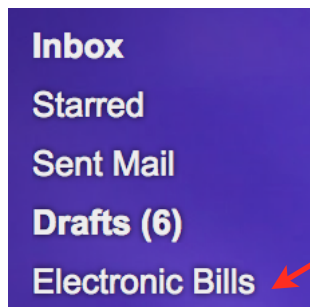 Inbox
Starred
Sent Mail
Drafts (6)
Electronic Bills